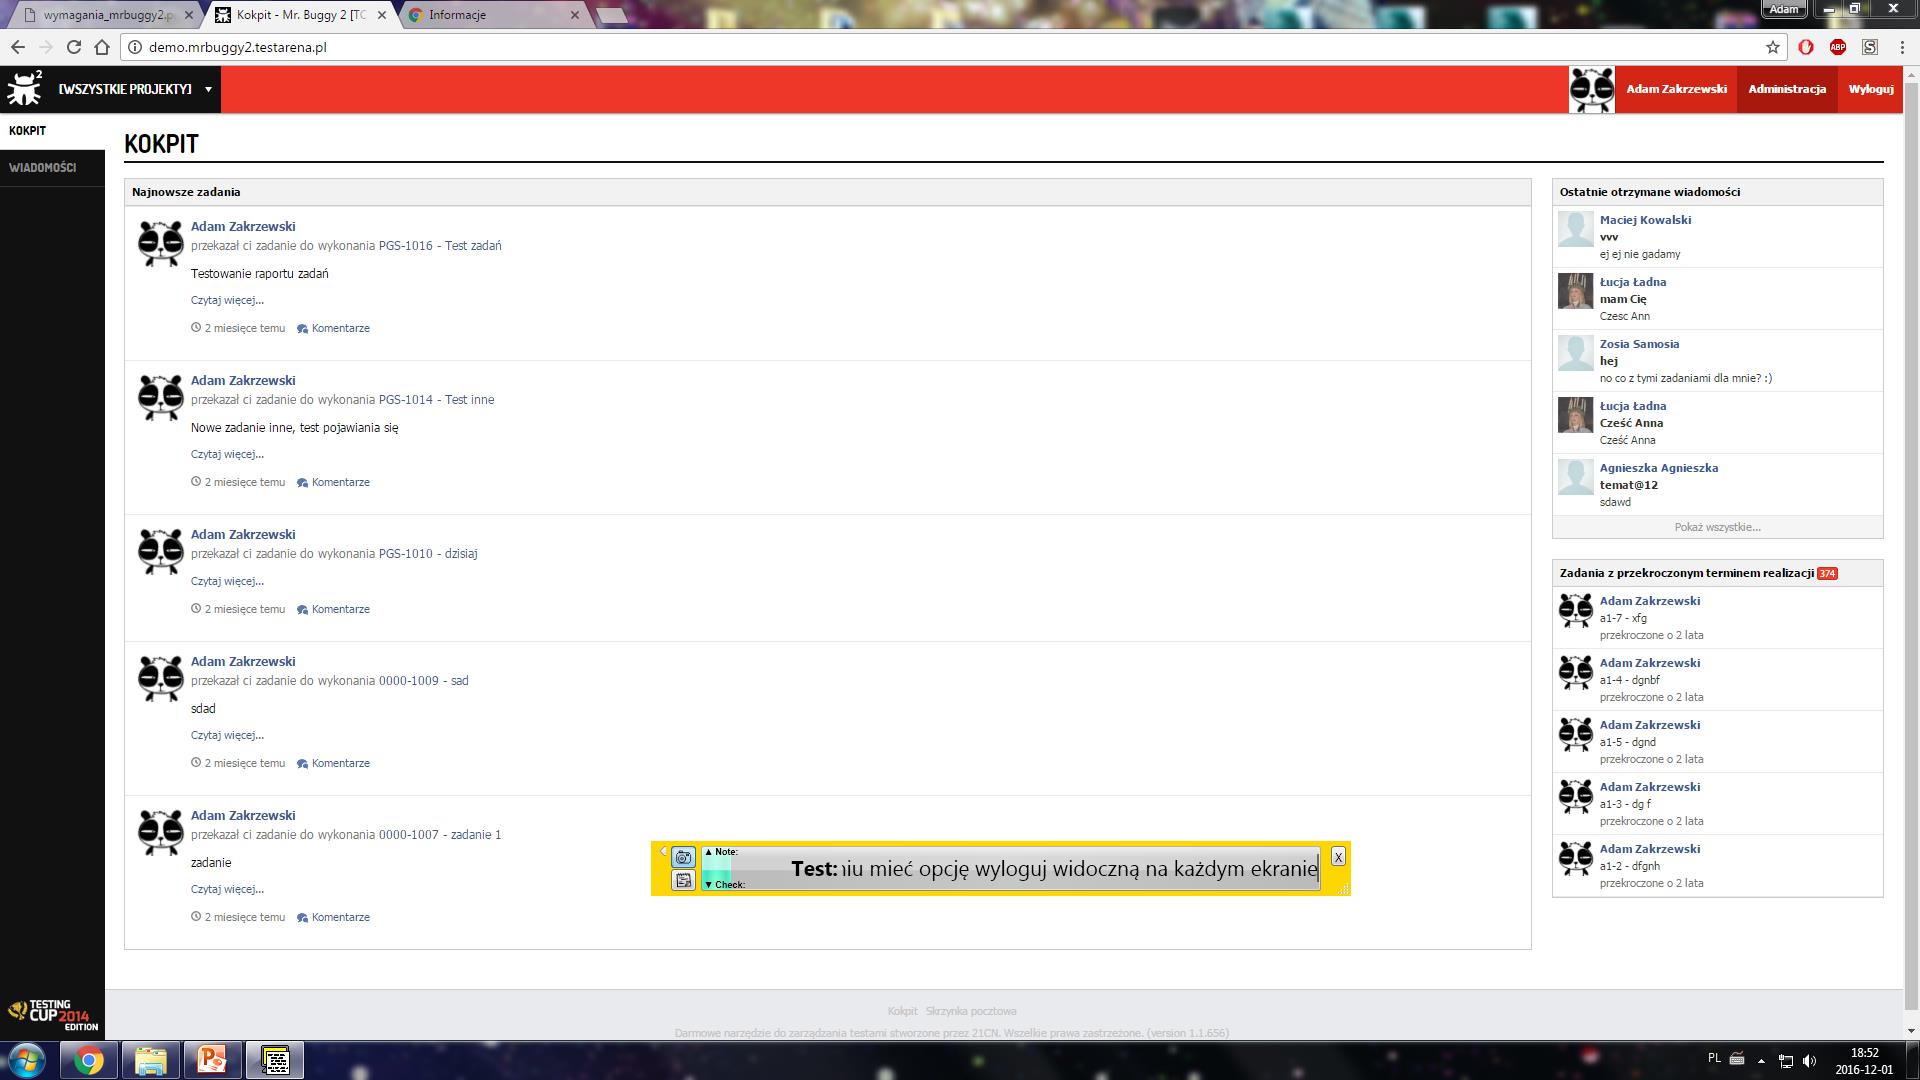 wymagania_mrbuggy2.p
Kokpit - Mr. Buggy 2 [TC
Informacje
Adam
demo.mrbuggy2.testarena.pl
ABP
S
2
[WSZYSTKIE PROJEKTY]
Adam Zakrzewski
Administracja
Wyloguj
KOKPIT
WIADOMOŚCI
KOKPIT
Najnowsze zadania
Adam Zakrzewski
przekazał ci zadanie do wykonania PGS-1016 - Test zadań
Testowanie raportu zadań
Czytaj więcej...
2 miesięce temu Komentarze
Adam Zakrzewski
przekazał ci zadanie do wykonania PGS-1014 - Test inne
Nowe zadanie inne, test pojawiania się
Czytaj więcej...
2 miesięce temu Komentarze
Adam Zakrzewski
przekazał ci zadanie do wykonania PGS-1010 - dzisiaj
Czytaj więcej...
2 miesięce temu Komentarze
Adam Zakrzewski
przekazał ci zadanie do wykonania 0000-1009 - sad
sdad
Czytaj więcej...
2 miesięce temu Komentarze
Adam Zakrzewski
przekazał ci zadanie do wykonania 0000-1007 - zadanie 1
zadanie
Czytaj więcej...
2 miesięce temu Komentarze
Ostatnie otrzymane wiadomości
Maciej Kowalski
vvv
ej ej nie gadamy
Łucja Ładna
mam Cię
Czesc Ann
Zosia Samosia
hej
no co z tymi zadaniami dla mnie? :)
Łucja Ładna
Cześć Anna
Cześć Anna
Agnieszka Agnieszka
temat@12
sdawd
Pokaż wszystkie...
Zadania z przekroczonym terminem realizacji 374
Adam Zakrzewski
a1-7 - xfg
przekroczone o 2 lata
Adam Zakrzewski
a1-4 - dgnbf
przekroczone o 2 lata
Adam Zakrzewski
a1-5 - dgnd
przekroczone o 2 lata
Adam Zakrzewski
a1-3 - dg f
przekroczone o 2 lata
Adam Zakrzewski
a1-2 - dfgnh
przekroczone o 2 lata
▲ Note:
Test: niu mieć opcję wyloguj widoczną na każdym ekranie
▼ Check:
X
TESTING
CUP 2014
EDITION
Kokpit Skrzynka pocztowa
Darmowe narzędzie do zarządzania testami stworzone przez 21CN. Wszelkie prawa zastrzeżone. (version 1.1.656)
PL
18:52
2016-12-01